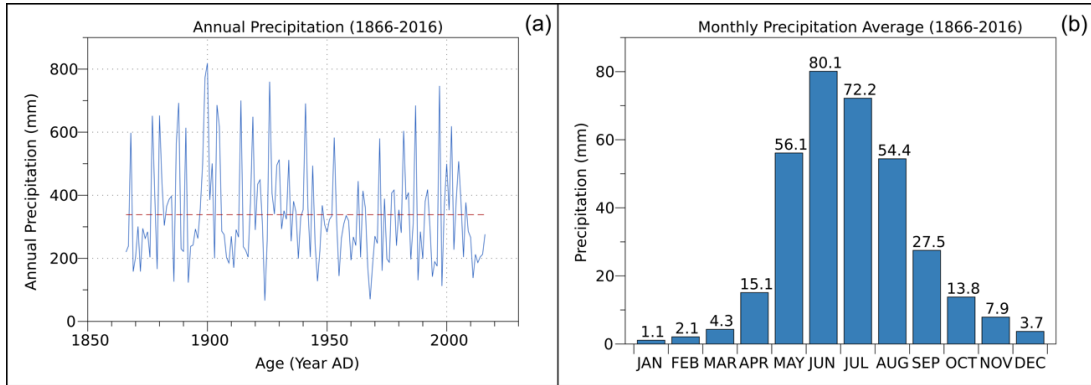 Annual Precipitation (1866-2016)
(a)
Annual Precipitation (mm)
800
600
400
200
0
1850
1900
1950
2000
Age (Year AD)
Monthly Precipitation Average (1866-2016)
(b)
Precipitation (mm)
80
60
40
20
0
1.1
2.1
4.3
15.1
56.1
80.1
72.2
54.4
27.5
13.8
7.9
3.7
JAN
FEB
MAR
APR
MAY
JUN
JUL
AUG
SEP
OCT
NOV
DEC